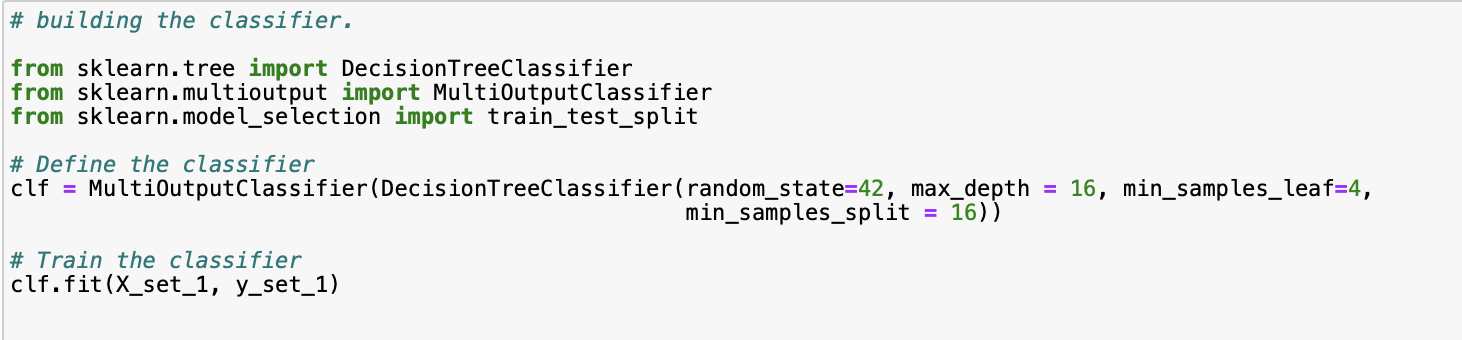 # building the classifier.
from sklearn.tree import DecisionTreeClassifier
from sklearn.multioutput import MultiOutputClassifier
from sklearn.model_selection import train_test_split
# Define the classifier
clf = MultiOutputClassifier(DecisionTreeClassifier(random_state=42, max_depth = 16, min_samples_leaf=4,
min_samples_split = 16))
# Train the classifier
clf.fit(X_set_1, y_set_1)